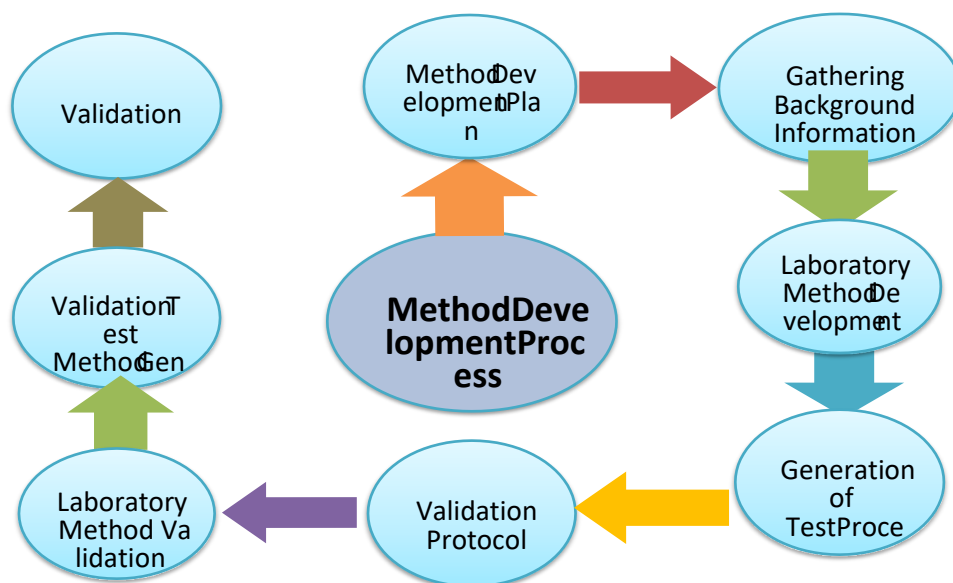 Validation
MethodDev
elopmentPla
n
Gathering
Background
Information
MethodDeve
lopmentProc
ess
Laboratory
MethodDe
velopment
ValidationT
est
MethodGen
Generation
of
TestProce
Validation
Protocol
Laboratory
Method Va
lidation